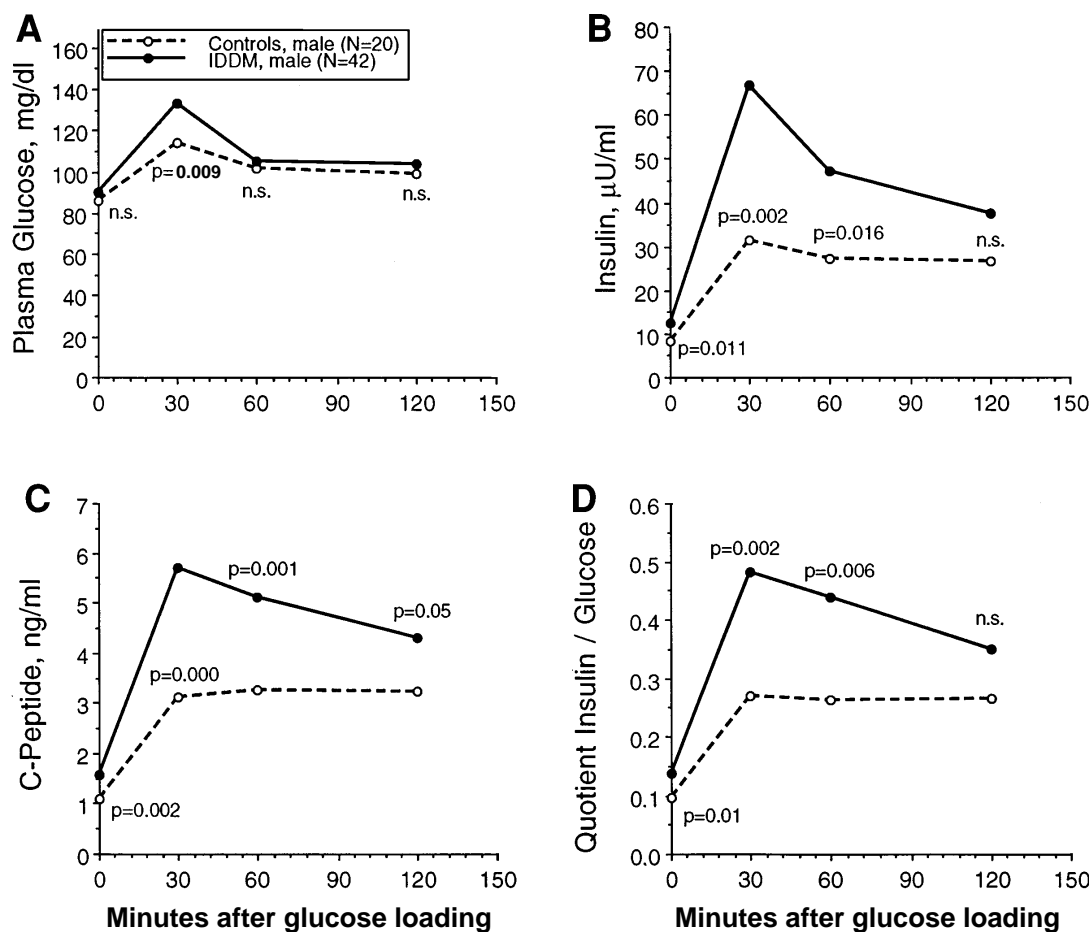 A
Controls, male (N=20)
IDDM, male (N=42)
Plasma Glucose, mg/dl
160
140
120
100
80
60
40
20
0
n.s.
p=0.009
n.s.
n.s.
0 30 60 90 120 150
B
Insulin, µU/ml
80
70
60
50
40
30
20
10
0
p=0.002
p=0.016
n.s.
p=0.011
0 30 60 90 120 150
C
C-Peptide, ng/ml
7
6
5
4
3
2
1
0
p=0.001
p=0.05
p=0.000
p=0.002
0 30 60 90 120 150
Minutes after glucose loading
D
Quotient Insulin / Glucose
0.6
0.5
0.4
0.3
0.2
0.1
0.0
p=0.002
p=0.006
n.s.
p=0.01
0 30 60 90 120 150
Minutes after glucose loading